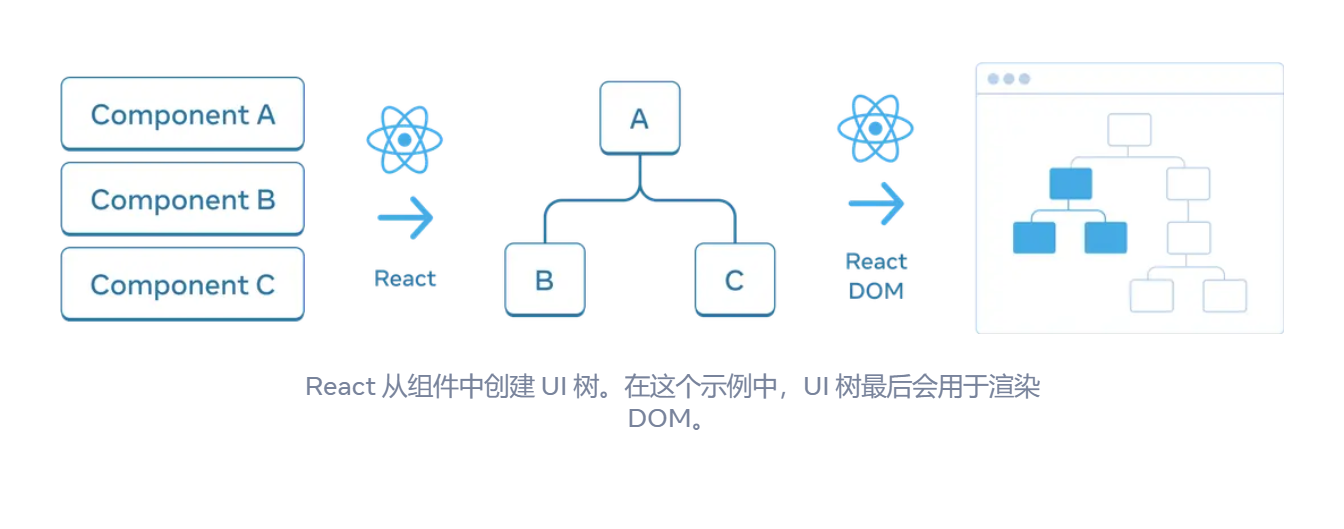 Component A
Component B
Component C
React
A
B
C
React
DOM
React 从组件中创建 UI 树。在这个示例中，UI 树最后会用于渲染
DOM。